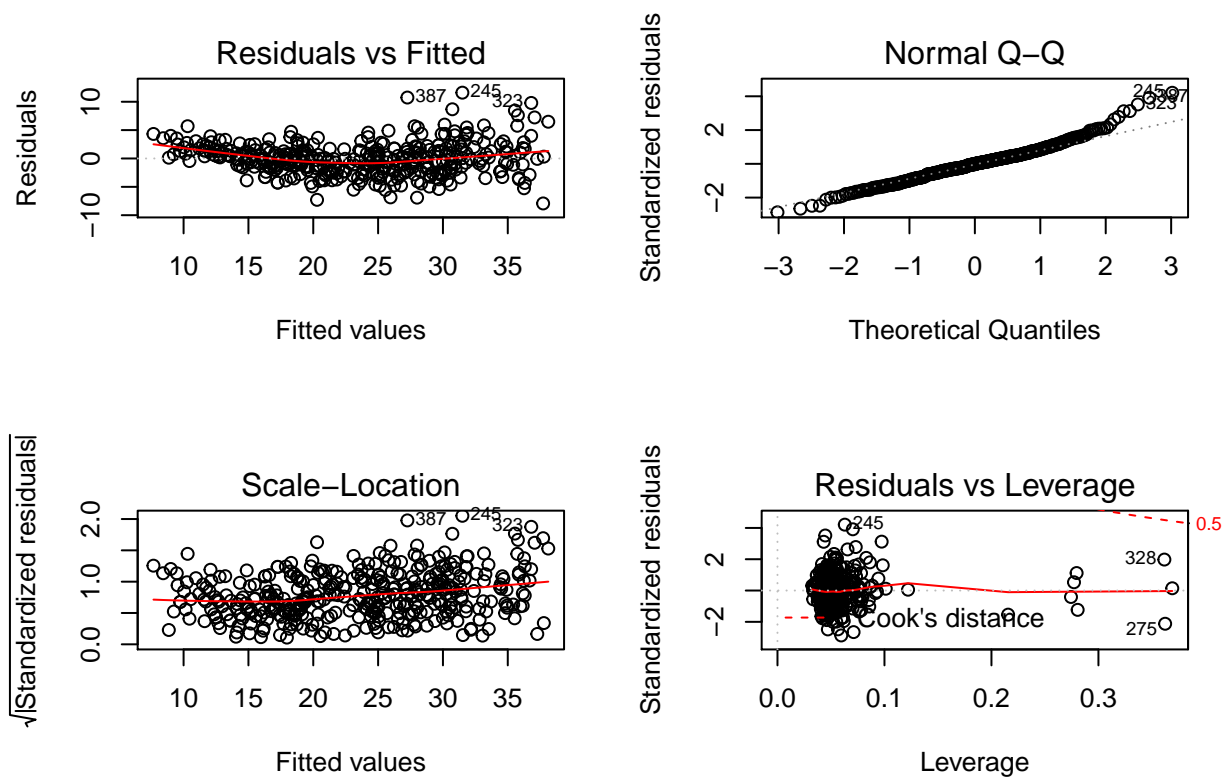 Residuals vs Fitted
Residuals
10
0
−10
387
245
323
10 15 20 25 30 35
Fitted values
Normal Q−Q
Standardized residuals
2
−2
245
387
323
−3 −2 −1 0 1 2 3
Theoretical Quantiles
Scale−Location
√|Standardized residuals|
2.0
1.0
0.0
387
245
323
10 15 20 25 30 35
Fitted values
Residuals vs Leverage
Standardized residuals
2
−2
245
0.5
328
275
Cook's distance
0.0 0.1 0.2 0.3
Leverage